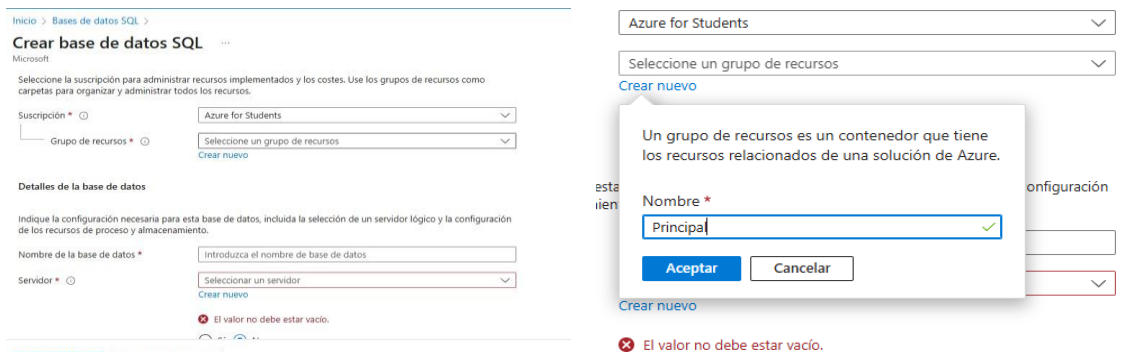 Inicio > Bases de datos SQL >
Crear base de datos SQL ...
Microsoft
Seleccione la suscripción para administrar recursos implementados y los costes. Use los grupos de recursos como
carpetas para organizar y administrar todos los recursos.
Suscripción *
Azure for Students
Grupo de recursos *
Seleccione un grupo de recursos
Crear nuevo
Detalles de la base de datos
Indique la configuración necesaria para esta base de datos, incluida la selección de un servidor lógico y la configuración
de los recursos de proceso y almacenamiento.
Nombre de la base de datos *
Introduzca el nombre de base de datos
Servidor *
Seleccionar un servidor
Crear nuevo
El valor no debe estar vacío.
Azure for Students
Seleccione un grupo de recursos
Crear nuevo
Un grupo de recursos es un contenedor que tiene
los recursos relacionados de una solución de Azure.
esta
onfiguración
ien
Nombre *
Principal
Aceptar
Cancelar
Crear nuevo
El valor no debe estar vacío.